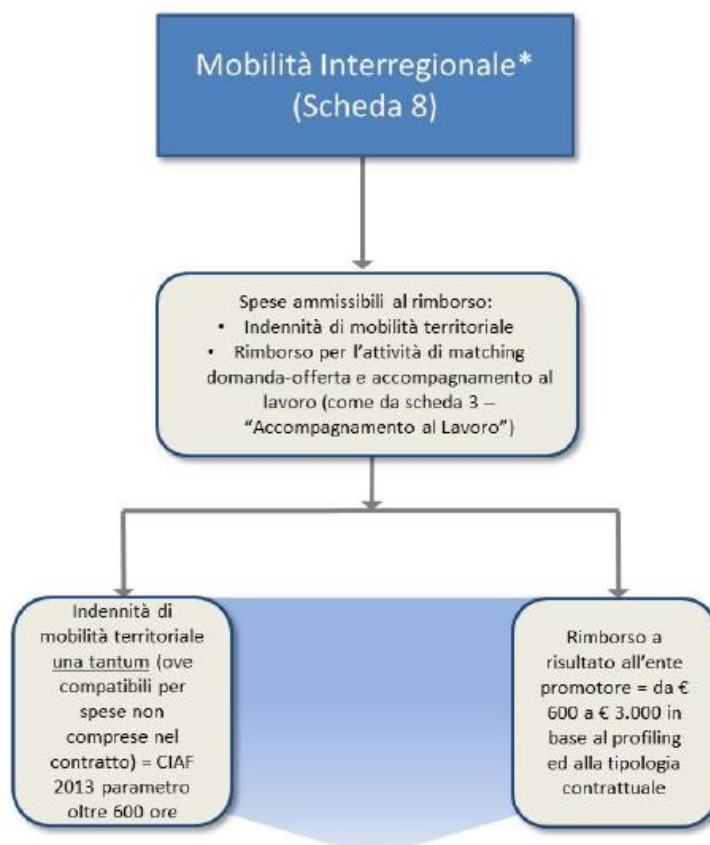 Mobilità Interregionale*
(Scheda 8)
Spese ammissibili al rimborso:
• Indennità di mobilità territoriale
• Rimborso per l'attività di matching
domanda-offerta e accompagnamento al
lavoro (come da scheda 3 –
"Accompagnamento al Lavoro")
Indennità di
mobilità territoriale
una tantum (ove
compatibili per
spese non
comprese nel
contratto) = CIAF
2013 parametro
oltre 600 ore
Rimborso a
risultato all'ente
promotore = da €
600 a € 3.000 in
base al profiling
ed alla tipologia
contrattuale